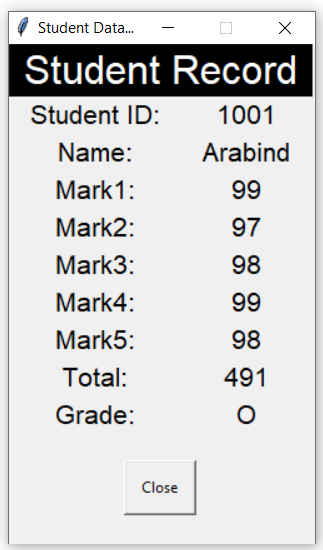 Student Data...
Student Record
Student ID: 1001
Name: Arabind
Mark1: 99
Mark2: 97
Mark3: 98
Mark4: 99
Mark5: 98
Total: 491
Grade: O
Close